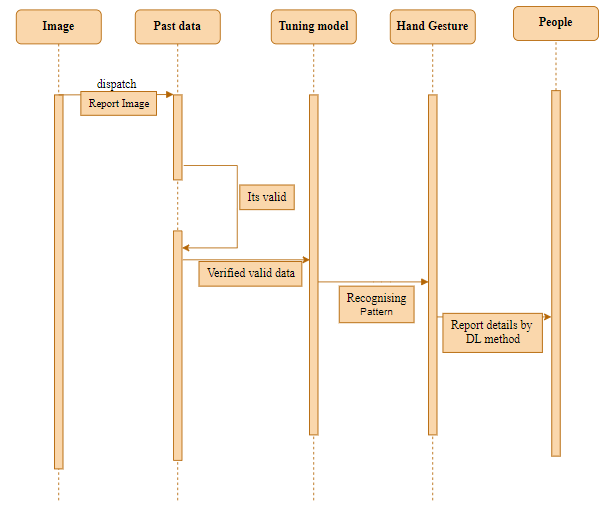 Image
Past data
Tuning model
Hand Gesture
People
dispatch
Report Image
Its valid
Verified valid data
Recognising
Pattern
Report details by
DL method